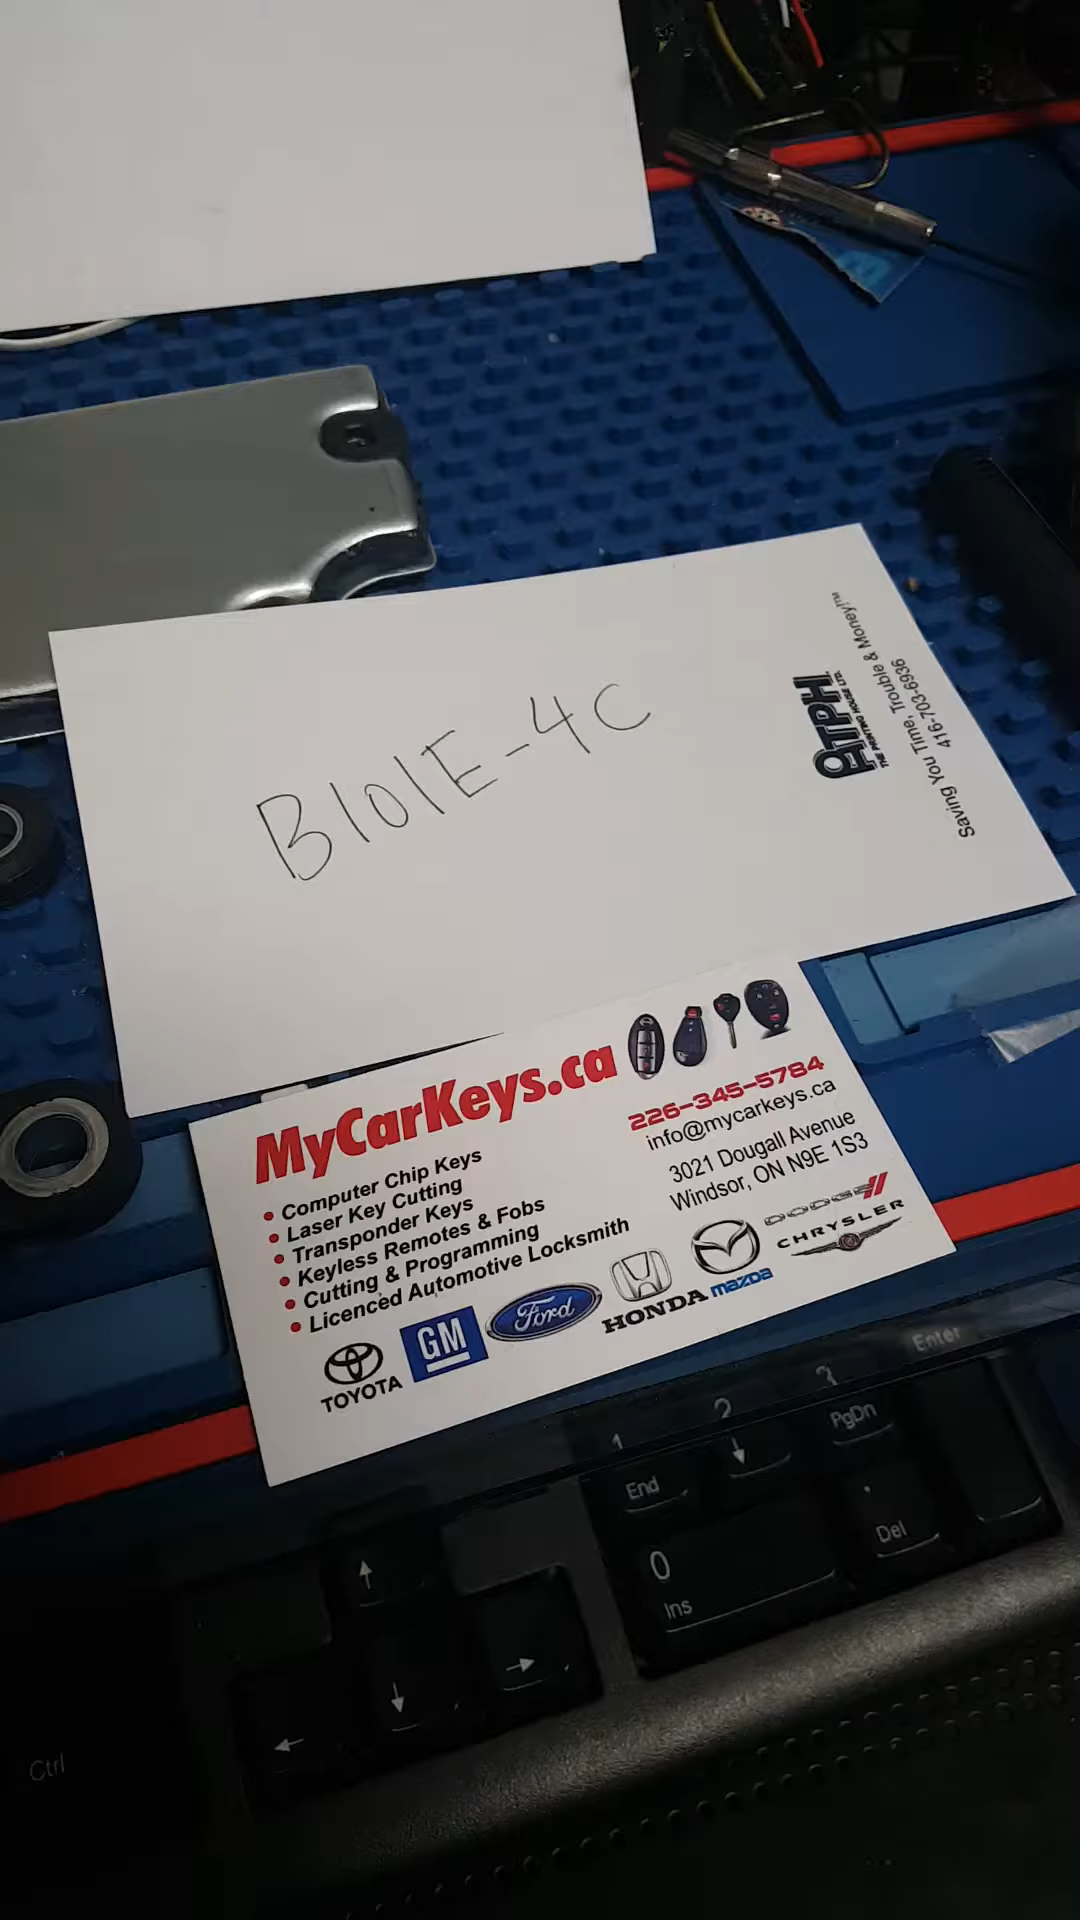 B101E-4C
ATPHI
THE PRINTING HOUSE LTD.
Saving You Time, Trouble & Money!™
416-703-6936
MyCarKeys.ca
• Computer Chip Keys
• Laser Key Cutting
• Transponder Keys
• Keyless Remotes & Fobs
• Cutting & Programming
• Licenced Automotive Locksmith
226-345-5784
info@mycarkeys.ca
3021 Dougall Avenue
Windsor, ON N9E 1S3
TOYOTA
GM
Ford
HONDA
mazda
DODGE
CHRYSLER
Enter
1
End
2
3
PgDn
0
Ins
.
Del
Ctrl